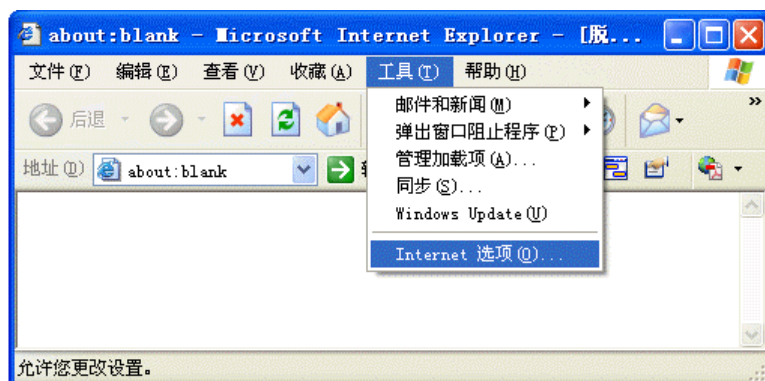 about:blank - Microsoft Internet Explorer - [脱...
文件(F) 编辑(E) 查看(V) 收藏(A) 工具(T) 帮助(H)
邮件和新闻(M)
后退
弹出窗口阻止程序(P)
管理加载项(A)...
地址(D) about:blank
同步(S)...
Windows Update(U)
Internet 选项(O)...
允许您更改设置。